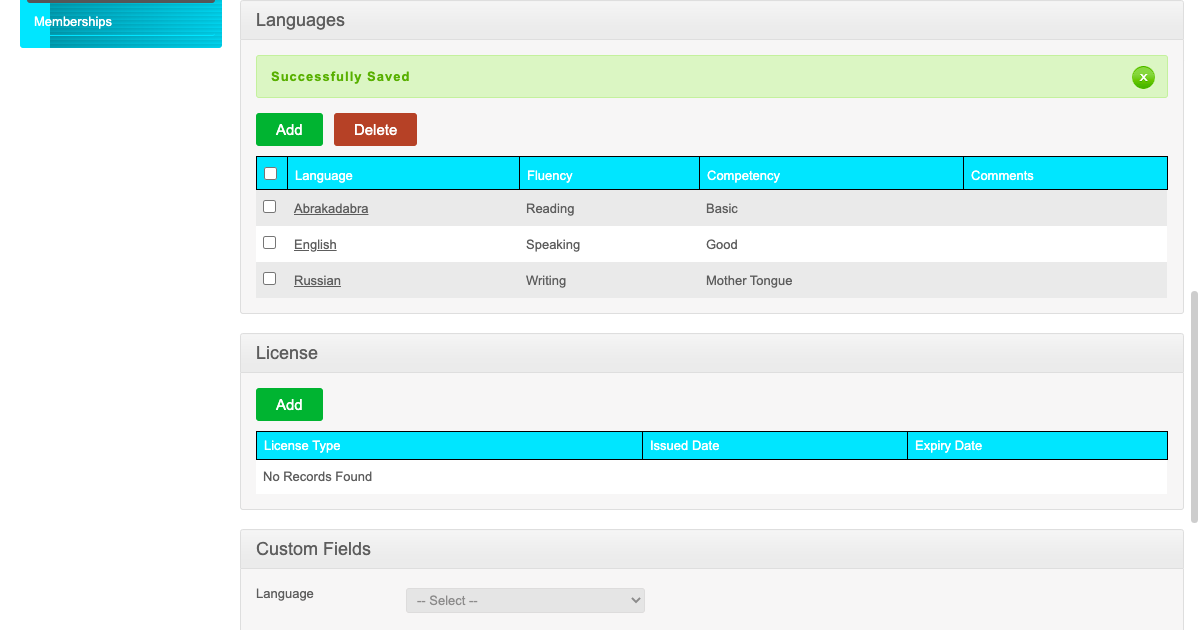 Memberships
Languages
Successfully Saved
x
Add Delete
Language Fluency Competency Comments
Abrakadabra Reading Basic
English Speaking Good
Russian Writing Mother Tongue
License
Add
License Type Issued Date Expiry Date
No Records Found
Custom Fields
Language -- Select --